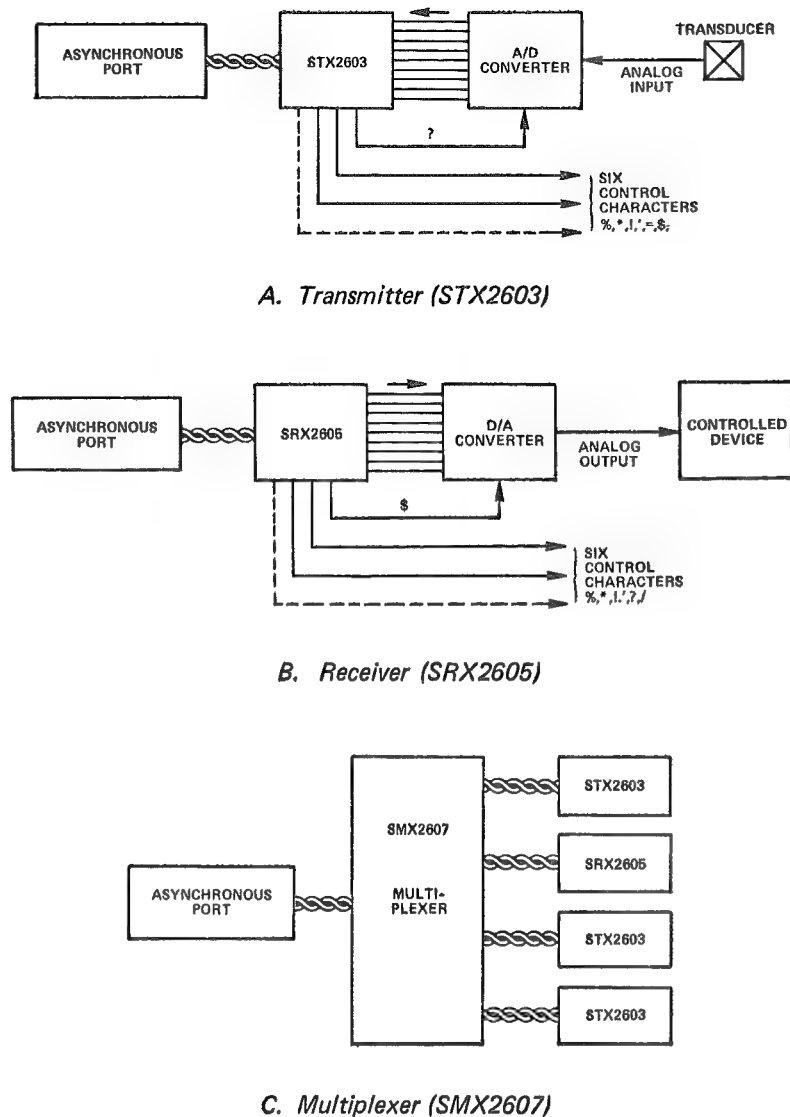 TRANSDUCER
ASYNCHRONOUS
PORT
STX2603
A/D
CONVERTER
ANALOG
INPUT
?
SIX
CONTROL
CHARACTERS
%,*,!,',=,$,
A. Transmitter (STX2603)
ASYNCHRONOUS
PORT
SRX2605
D/A
CONVERTER
ANALOG
OUTPUT
CONTROLLED
DEVICE
$
SIX
CONTROL
CHARACTERS
%,*,!.',?,/
B. Receiver (SRX2605)
SMX2607
MULTI-
PLEXER
ASYNCHRONOUS
PORT
STX2603
SRX2605
STX2603
STX2603
C. Multiplexer (SMX2607)